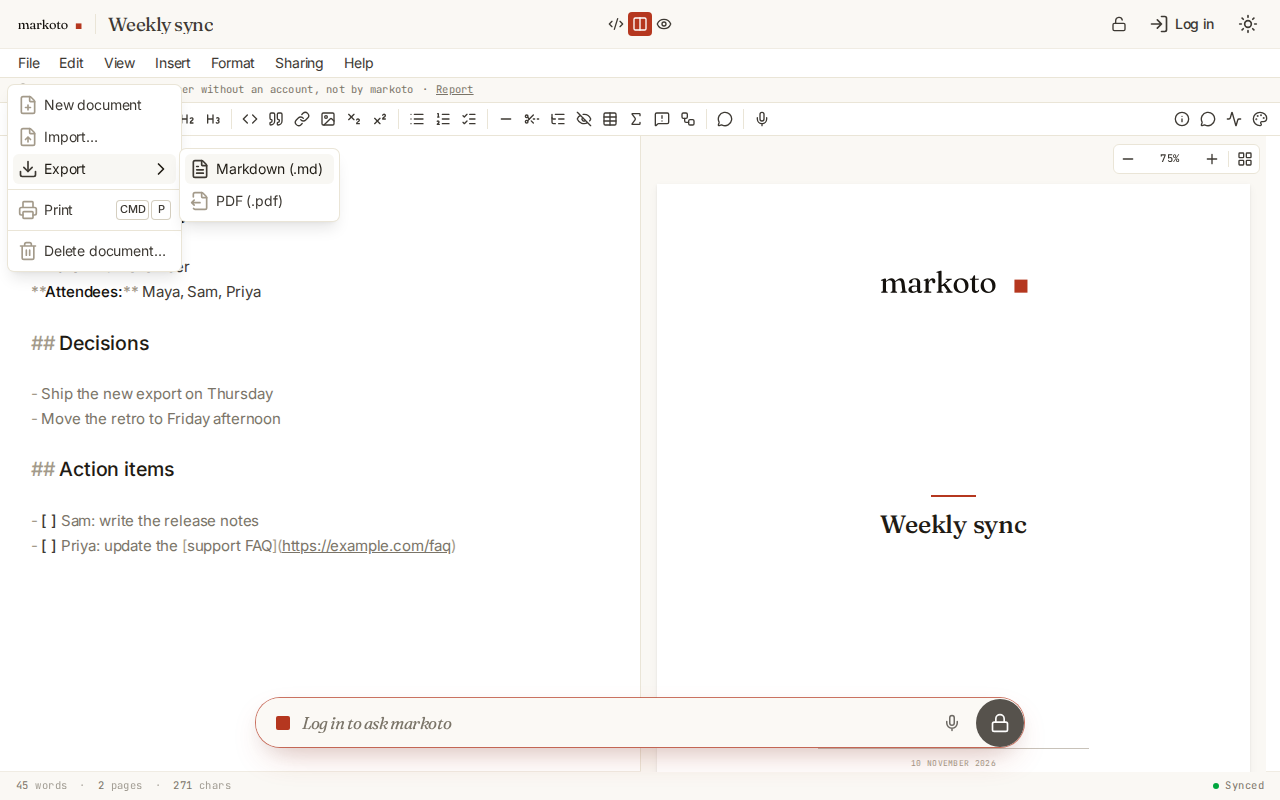 markoto
Weekly sync
Log in
File Edit View Insert Format Sharing Help
without an account, not by markoto · Report
New document
Import...
Export
Print CMD P
Delete document...
Markdown (.md)
PDF (.pdf)
H2 H3
75%
**Attendees:** Maya, Sam, Priya
## Decisions
- Ship the new export on Thursday
- Move the retro to Friday afternoon
## Action items
- [ ] Sam: write the release notes
- [ ] Priya: update the [support FAQ](https://example.com/faq)
markoto
Weekly sync
10 NOVEMBER 2026
Log in to ask markoto
45 words · 2 pages · 271 chars
Synced